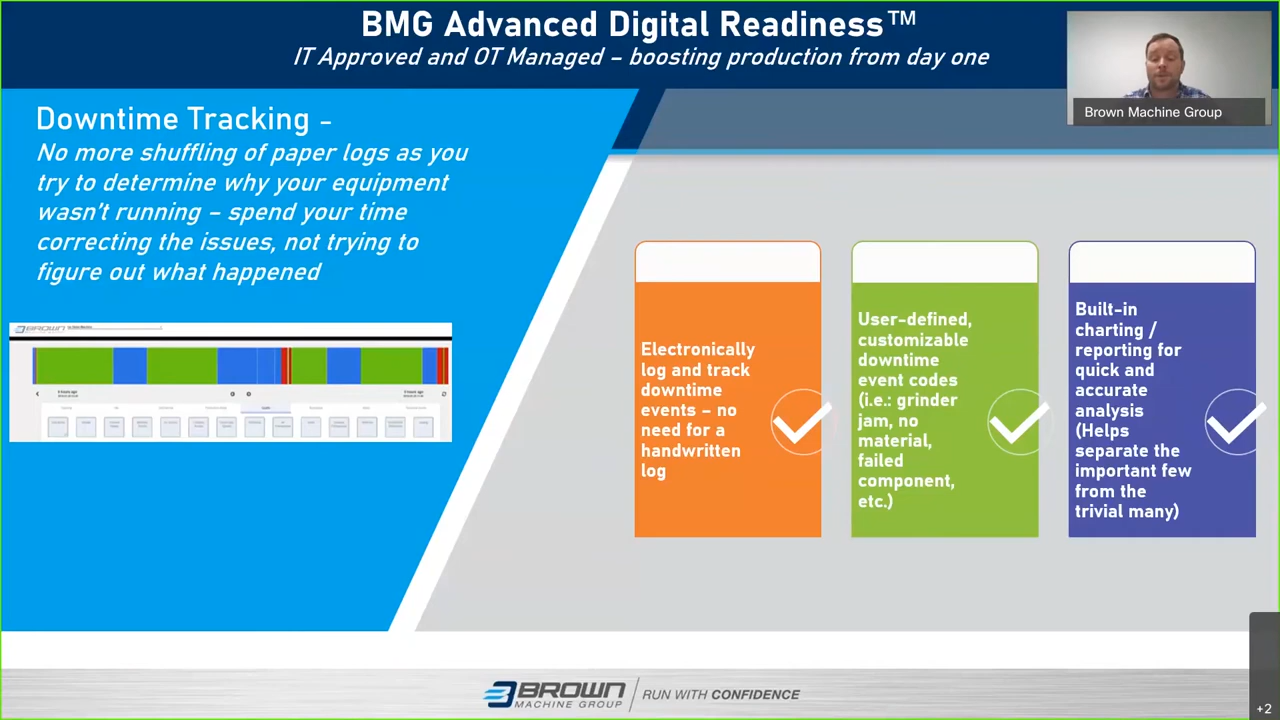 BMG Advanced Digital Readiness™
IT Approved and OT Managed – boosting production from day one
Brown Machine Group
Downtime Tracking –
No more shuffling of paper logs as you
try to determine why your equipment
wasn't running – spend your time
correcting the issues, not trying to
figure out what happened
BROWN
Electronically
log and track
downtime
events – no
need for a
handwritten
log
User-defined,
customizable
downtime
event codes
(i.e.: grinder
jam, no
material,
failed
component,
etc.)
Built-in
charting /
reporting for
quick and
accurate
analysis
(Helps
separate the
important few
from the
trivial many)
BROWN
MACHINE GROUP
RUN WITH CONFIDENCE
+2